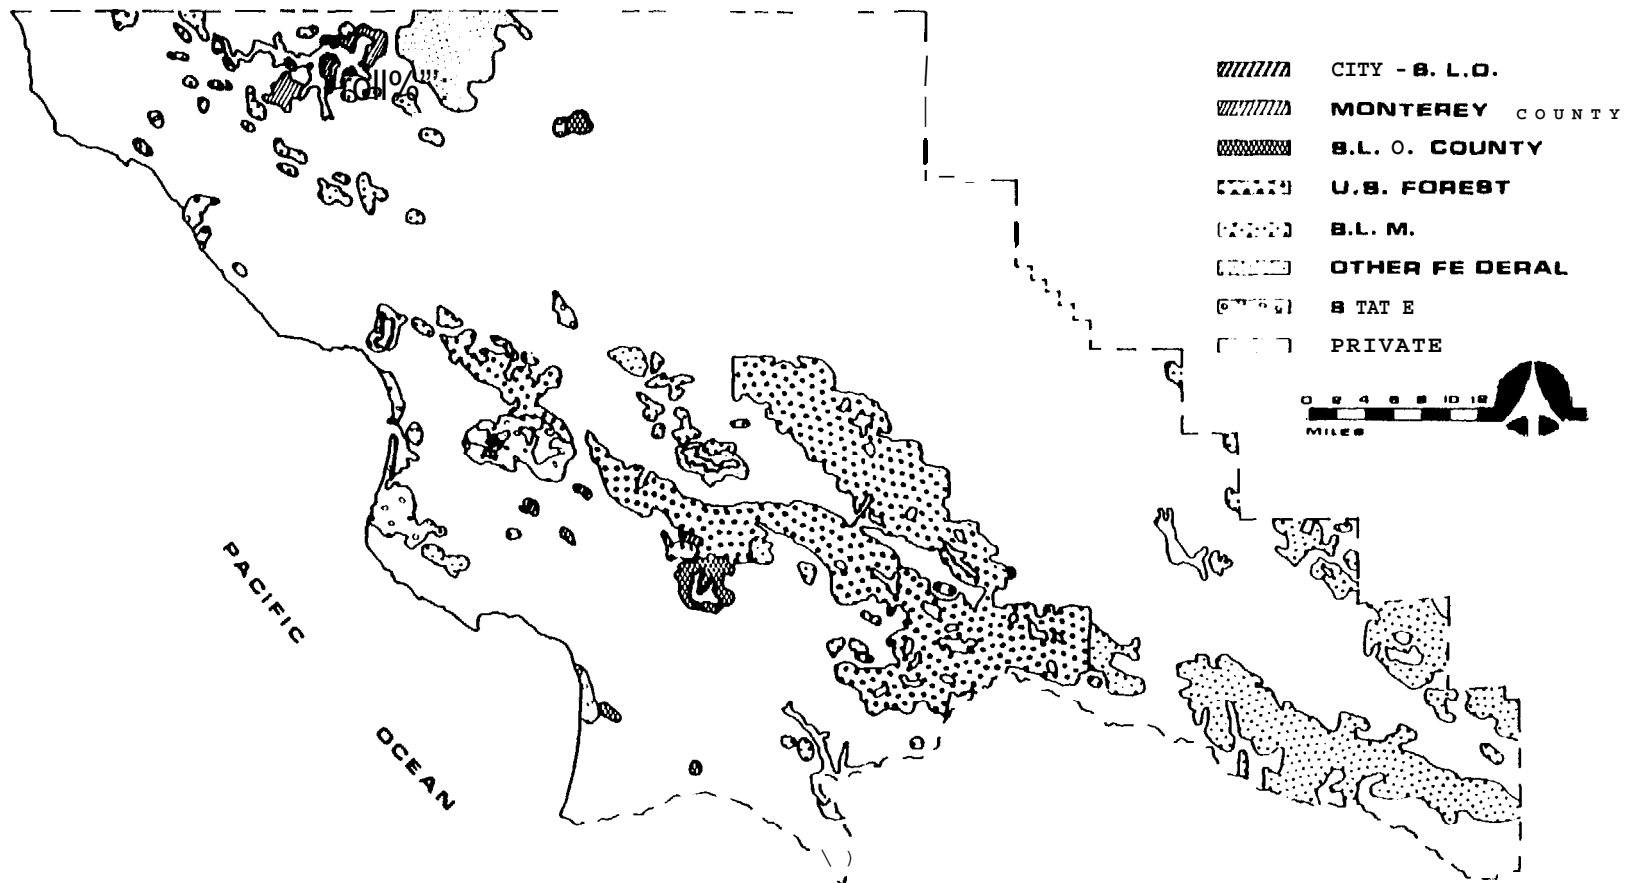 CITY - S. L.O.
MONTEREY COUNTY
S.L. O. COUNTY
U.S. FOREST
B.L. M.
OTHER FE DERAL
S TAT E
PRIVATE
0 2 4 6 8 10 12
MILES
PACIFIC
OCEAN